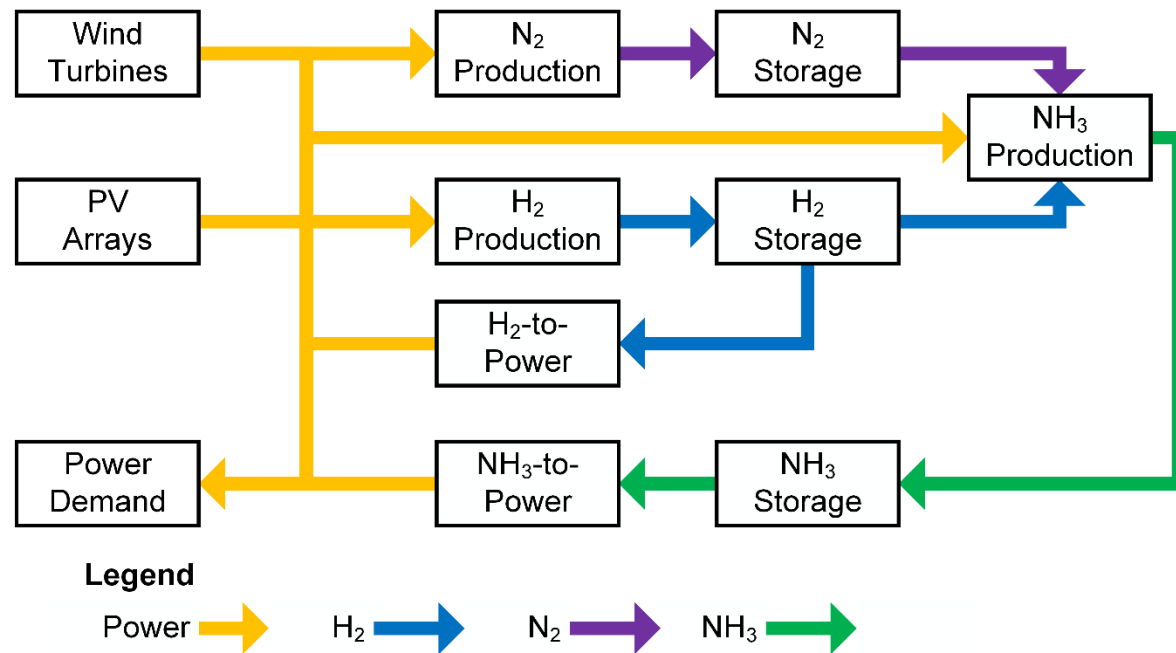 Wind
Turbines
N₂
Production
N₂
Storage
NH₃
Production
PV
Arrays
H₂
Production
H₂
Storage
H₂-to-
Power
Power
Demand
NH₃-to-
Power
NH₃
Storage
Legend
Power
H₂
N₂
NH₃